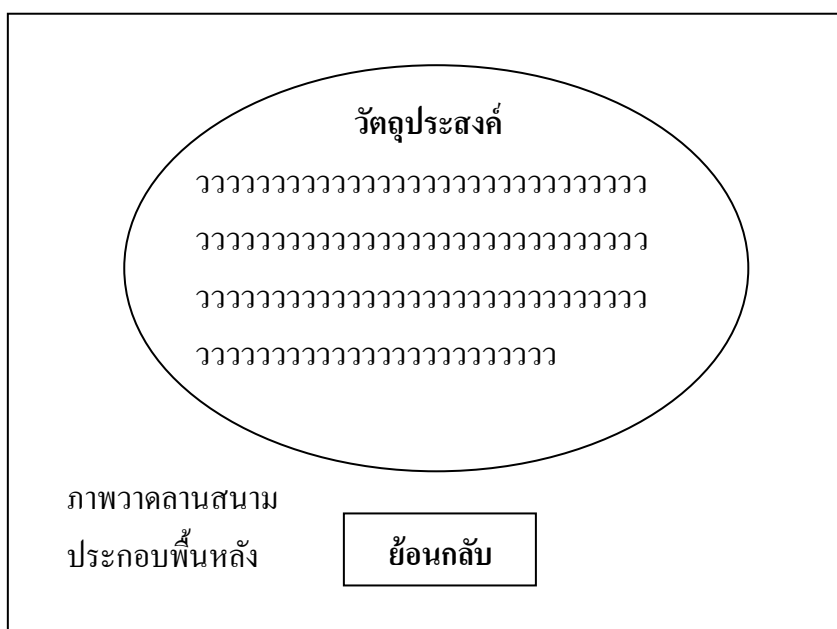 วัตถุประสงค์
วววววววววววววววววววววววววววววว
วววววววววววววววววววววววววววววว
วววววววววววววววววววววววววววววว
วววววววววววววววววววววววว
ภาพวาดลานสนาม
ประกอบพื้นหลัง
ย้อนกลับ